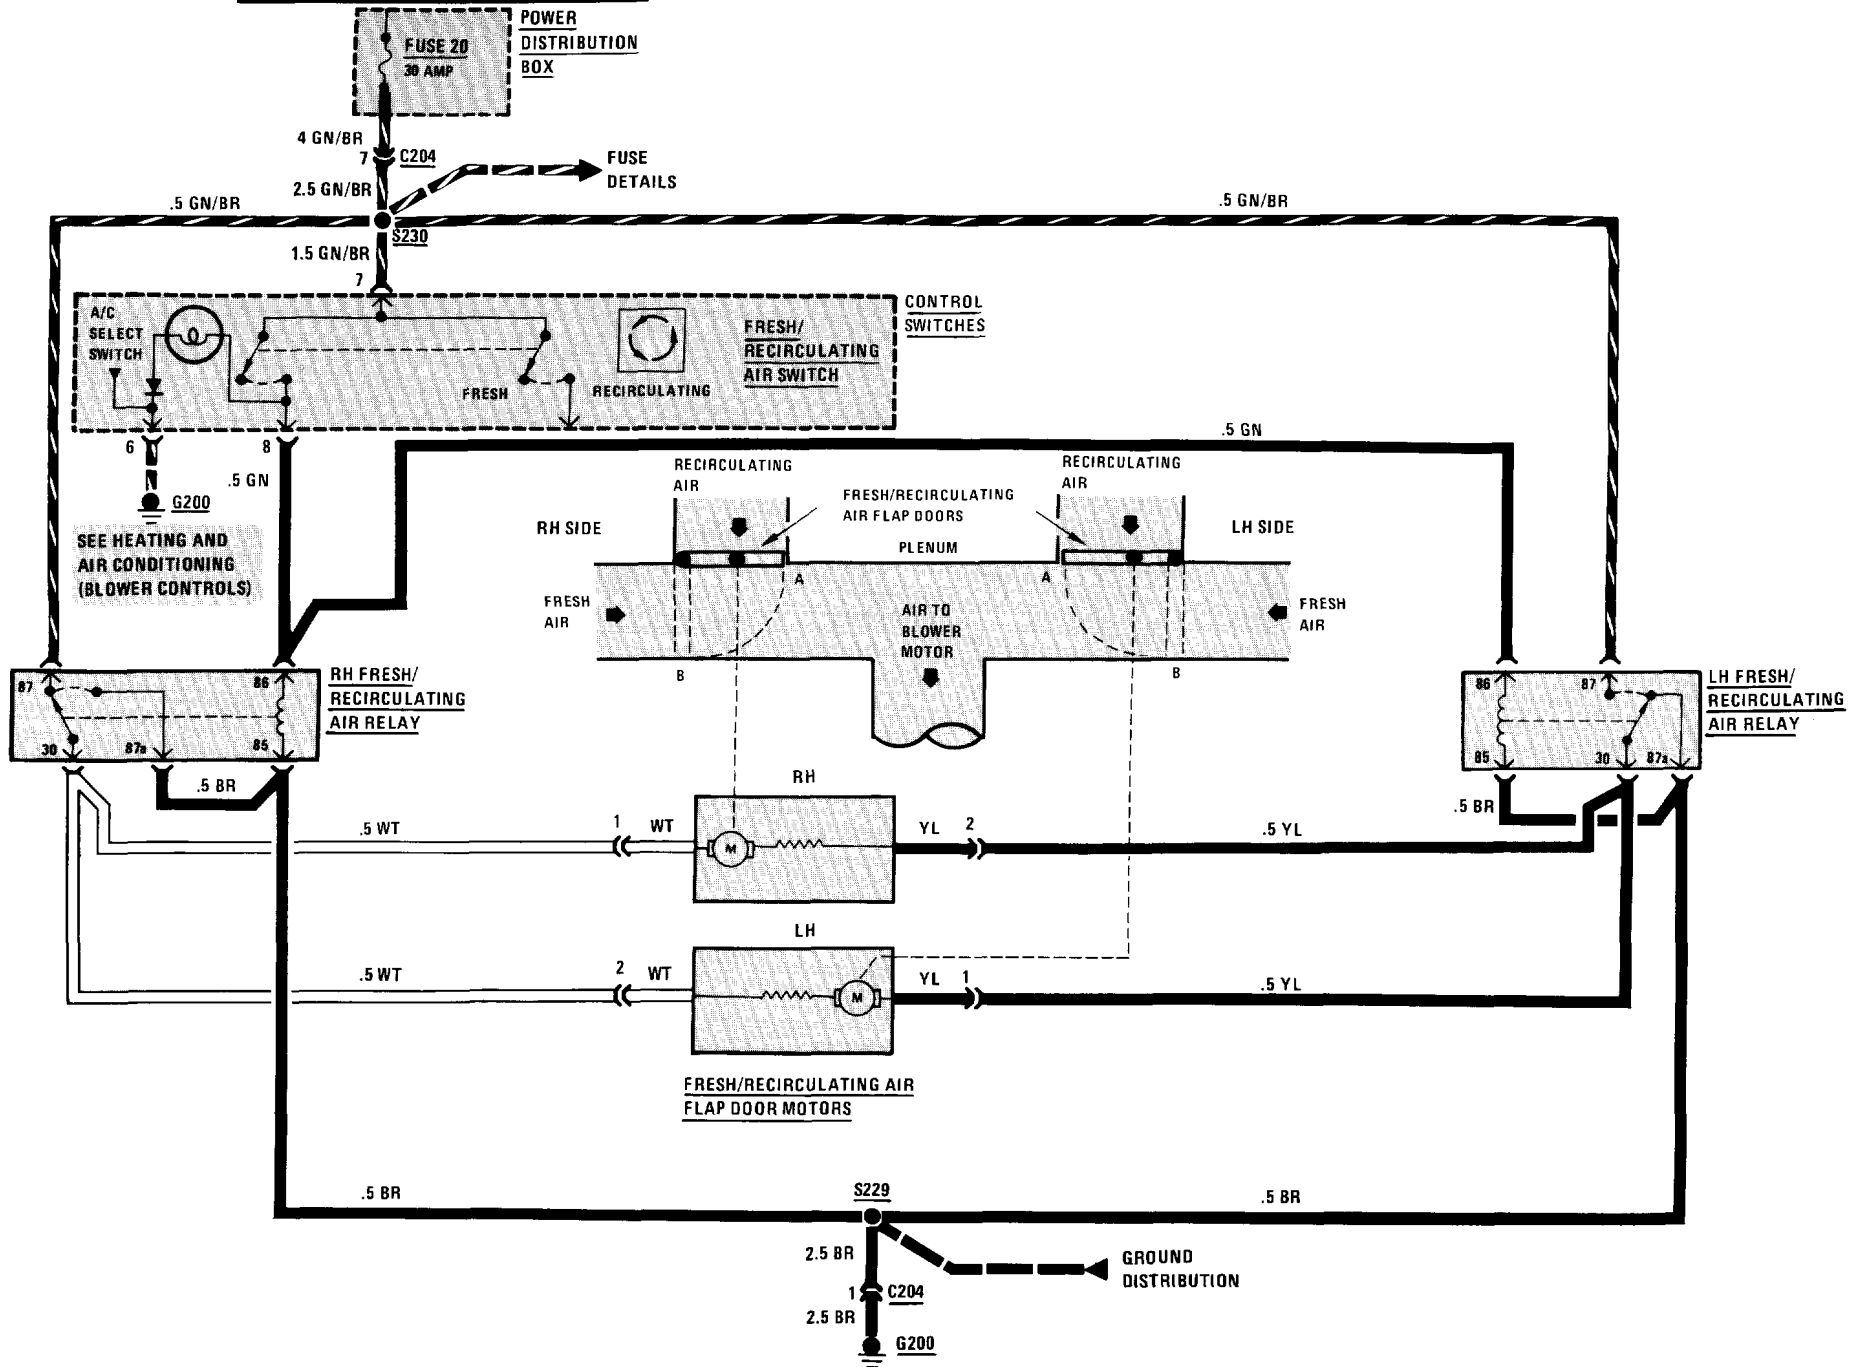 POWER
DISTRIBUTION
BOX
FUSE 20
30 AMP
4 GN/BR
7
C204
2.5 GN/BR
FUSE
DETAILS
.5 GN/BR
.5 GN/BR
S230
1.5 GN/BR
7
CONTROL
SWITCHES
A/C
SELECT
SWITCH
FRESH
RECIRCULATING
FRESH/
RECIRCULATING
AIR SWITCH
6
8
.5 GN
G200
SEE HEATING AND
AIR CONDITIONING
(BLOWER CONTROLS)
.5 GN
RECIRCULATING
AIR
RECIRCULATING
AIR
FRESH/RECIRCULATING
AIR FLAP DOORS
RH SIDE
LH SIDE
PLENUM
A
A
FRESH
AIR
AIR TO
BLOWER
MOTOR
FRESH
AIR
B
B
87
86
30
87a
85
RH FRESH/
RECIRCULATING
AIR RELAY
86
87
85
30
87a
LH FRESH/
RECIRCULATING
AIR RELAY
.5 BR
.5 BR
RH
.5 WT
1
WT
M
YL
2
.5 YL
LH
.5 WT
2
WT
M
YL
1
.5 YL
FRESH/RECIRCULATING AIR
FLAP DOOR MOTORS
.5 BR
S229
.5 BR
2.5 BR
GROUND
DISTRIBUTION
1
C204
2.5 BR
G200